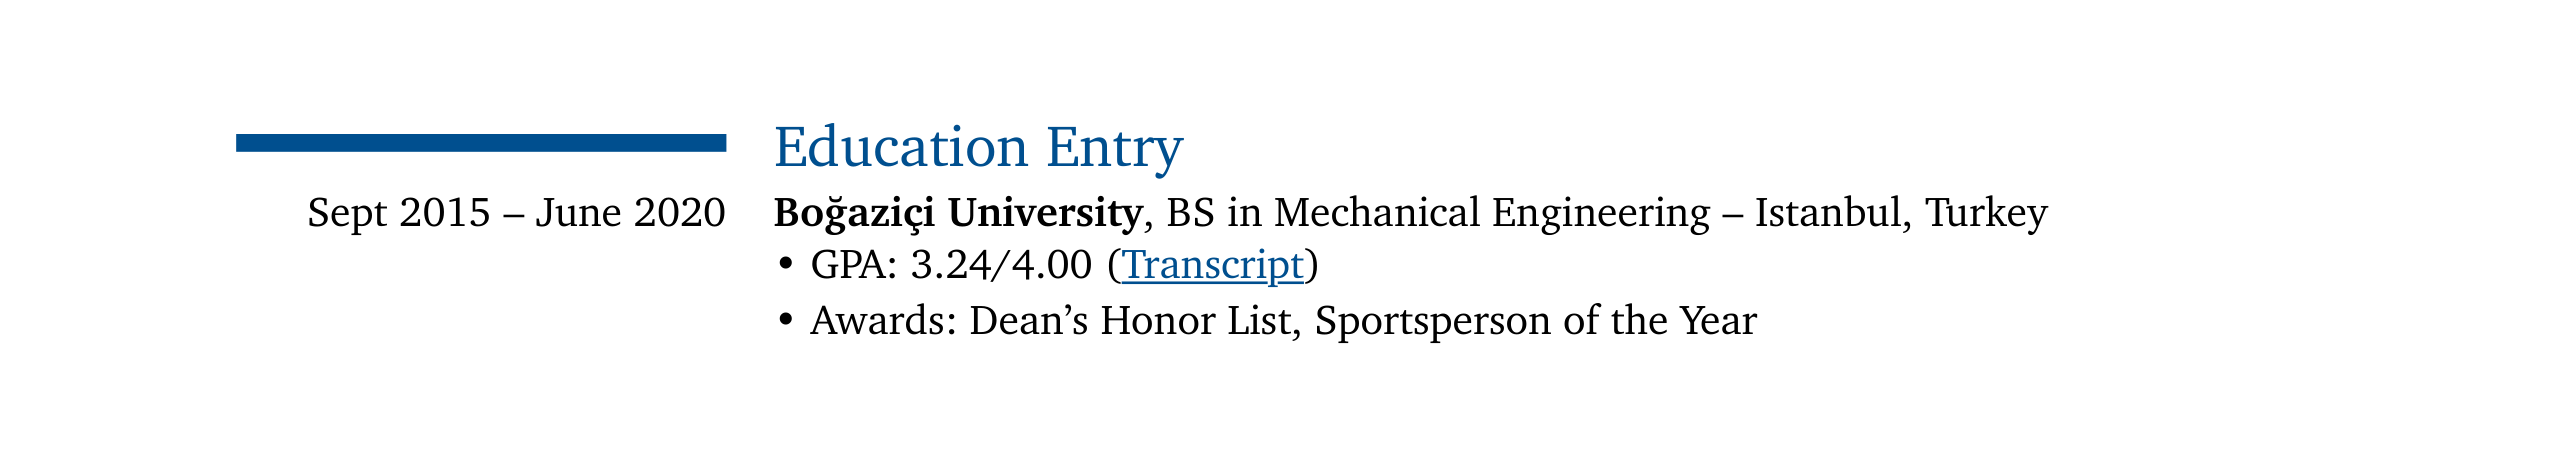 Education Entry
Sept 2015 – June 2020 Boğaziçi University, BS in Mechanical Engineering – Istanbul, Turkey
• GPA: 3.24/4.00 (Transcript)
• Awards: Dean’s Honor List, Sportsperson of the Year